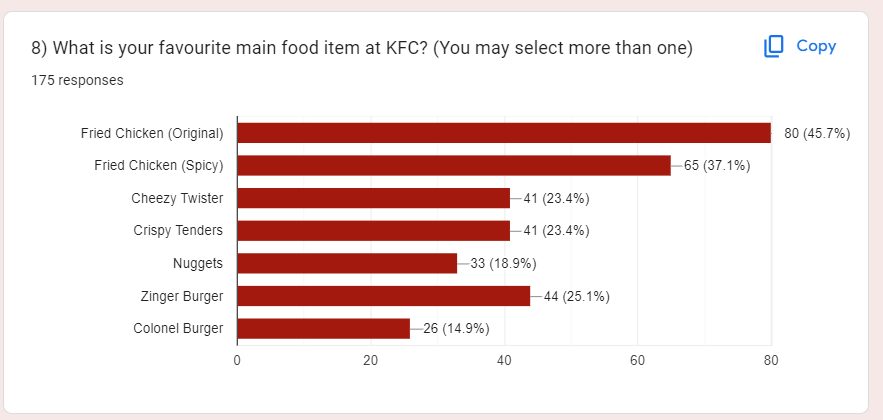 8) What is your favourite main food item at KFC? (You may select more than one)
Copy
175 responses
Fried Chicken (Original) 80 (45.7%)
Fried Chicken (Spicy) 65 (37.1%)
Cheezy Twister 41 (23.4%)
Crispy Tenders 41 (23.4%)
Nuggets 33 (18.9%)
Zinger Burger 44 (25.1%)
Colonel Burger 26 (14.9%)
0 20 40 60 80